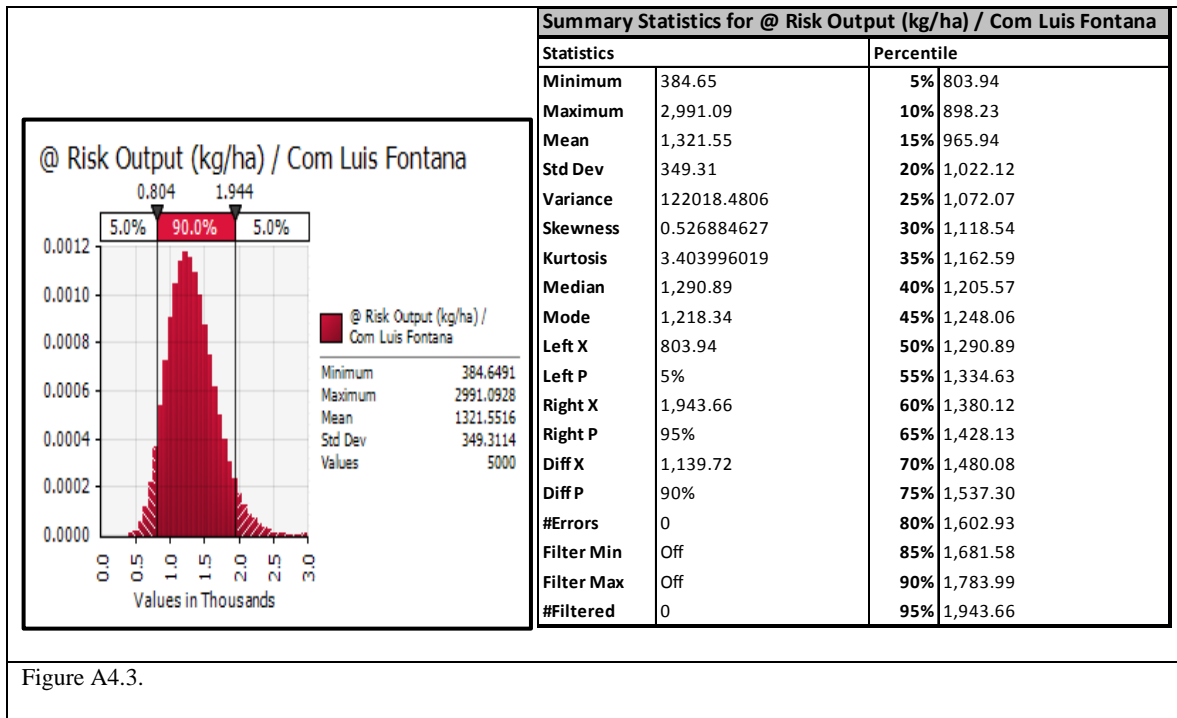 @ Risk Output (kg/ha) / Com Luis Fontana
0.804 1.944
5.0% 90.0% 5.0%
0.0012
0.0010
0.0008
0.0006
0.0004
0.0002
0.0000
0.0 0.5 1.0 1.5 2.0 2.5 3.0
Values in Thousands
@ Risk Output (kg/ha) /
Com Luis Fontana
Minimum 384.6491
Maximum 2991.0928
Mean 1321.5516
Std Dev 349.3114
Values 5000
Summary Statistics for @ Risk Output (kg/ha) / Com Luis Fontana
Statistics Percentile
Minimum 384.65 5% 803.94
Maximum 2,991.09 10% 898.23
Mean 1,321.55 15% 965.94
Std Dev 349.31 20% 1,022.12
Variance 122018.4806 25% 1,072.07
Skewness 0.526884627 30% 1,118.54
Kurtosis 3.403996019 35% 1,162.59
Median 1,290.89 40% 1,205.57
Mode 1,218.34 45% 1,248.06
Left X 803.94 50% 1,290.89
Left P 5% 55% 1,334.63
Right X 1,943.66 60% 1,380.12
Right P 95% 65% 1,428.13
Diff X 1,139.72 70% 1,480.08
Diff P 90% 75% 1,537.30
#Errors 0 80% 1,602.93
Filter Min Off 85% 1,681.58
Filter Max Off 90% 1,783.99
#Filtered 0 95% 1,943.66
Figure A4.3.